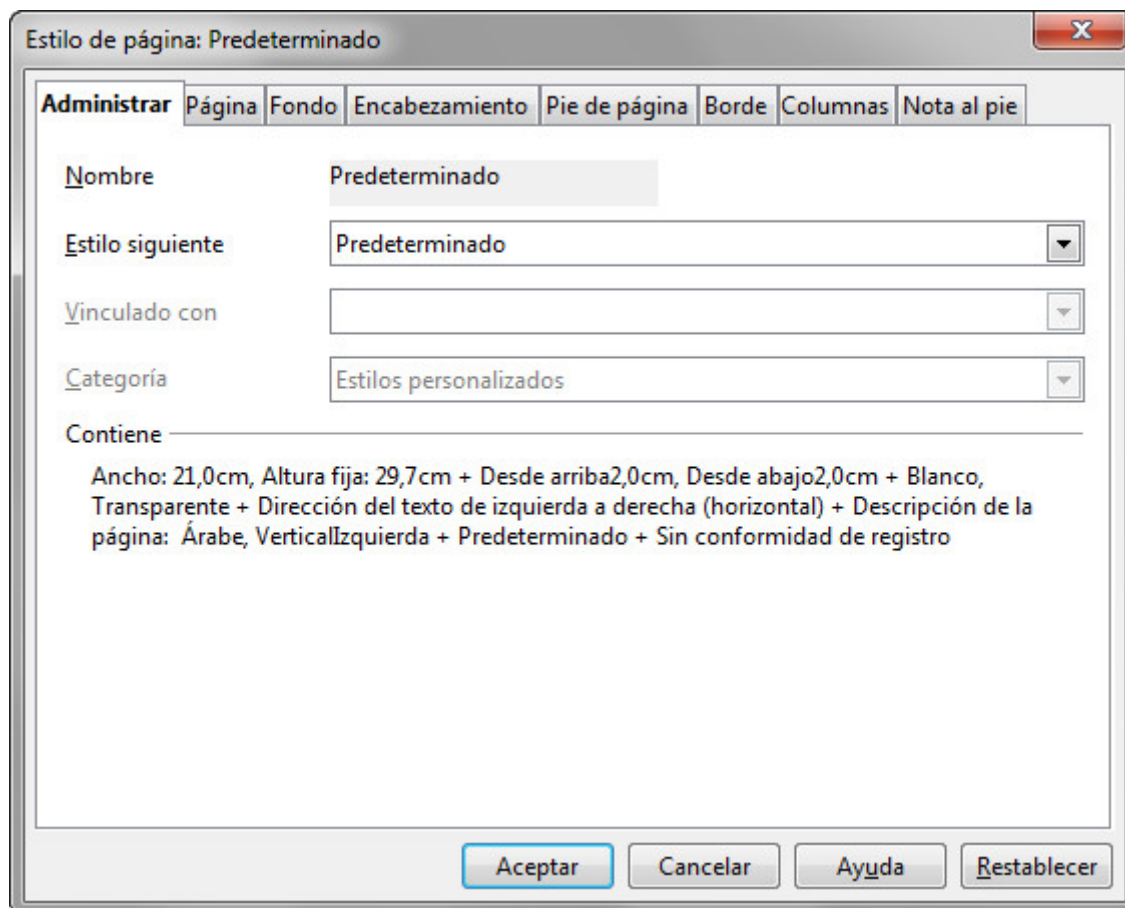 Estilo de página: Predeterminado
Administrar Página Fondo Encabezamiento Pie de página Borde Columnas Nota al pie
Nombre Predeterminado
Estilo siguiente Predeterminado
Vinculado con
Categoría Estilos personalizados
Contiene
Ancho: 21,0cm, Altura fija: 29,7cm + Desde arriba2,0cm, Desde abajo2,0cm + Blanco,
Transparente + Dirección del texto de izquierda a derecha (horizontal) + Descripción de la
página:  Árabe, VerticalIzquierda + Predeterminado + Sin conformidad de registro
Aceptar Cancelar Ayuda Restablecer